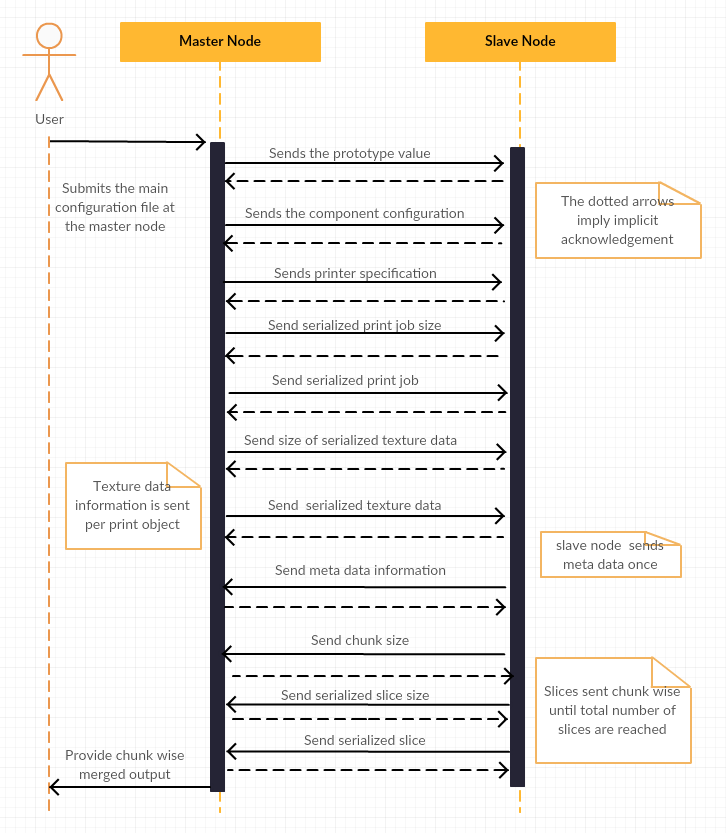 Master Node
Slave Node
User
Sends the prototype value
Submits the main
configuration file at
the master node
The dotted arrows
imply implicit
acknowledgement
Sends the component configuration
Sends printer specification
Send serialized print job size
Send serialized print job
Send size of serialized texture data
Texture data
information is sent
per print object
Send  serialized texture data
slave node  sends
meta data once
Send meta data information
Send chunk size
Slices sent chunk wise
until total number of
slices are reached
Send serialized slice size
Send serialized slice
Provide chunk wise
merged output